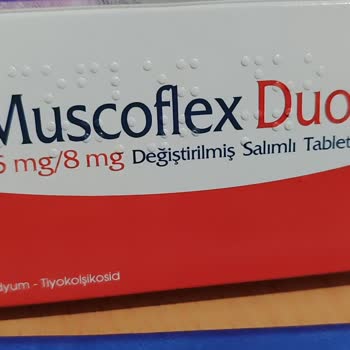 Muscoflex Duo
mg/8 mg Değiştirilmiş Salımlı Tablet
- Tiyokolşikosid